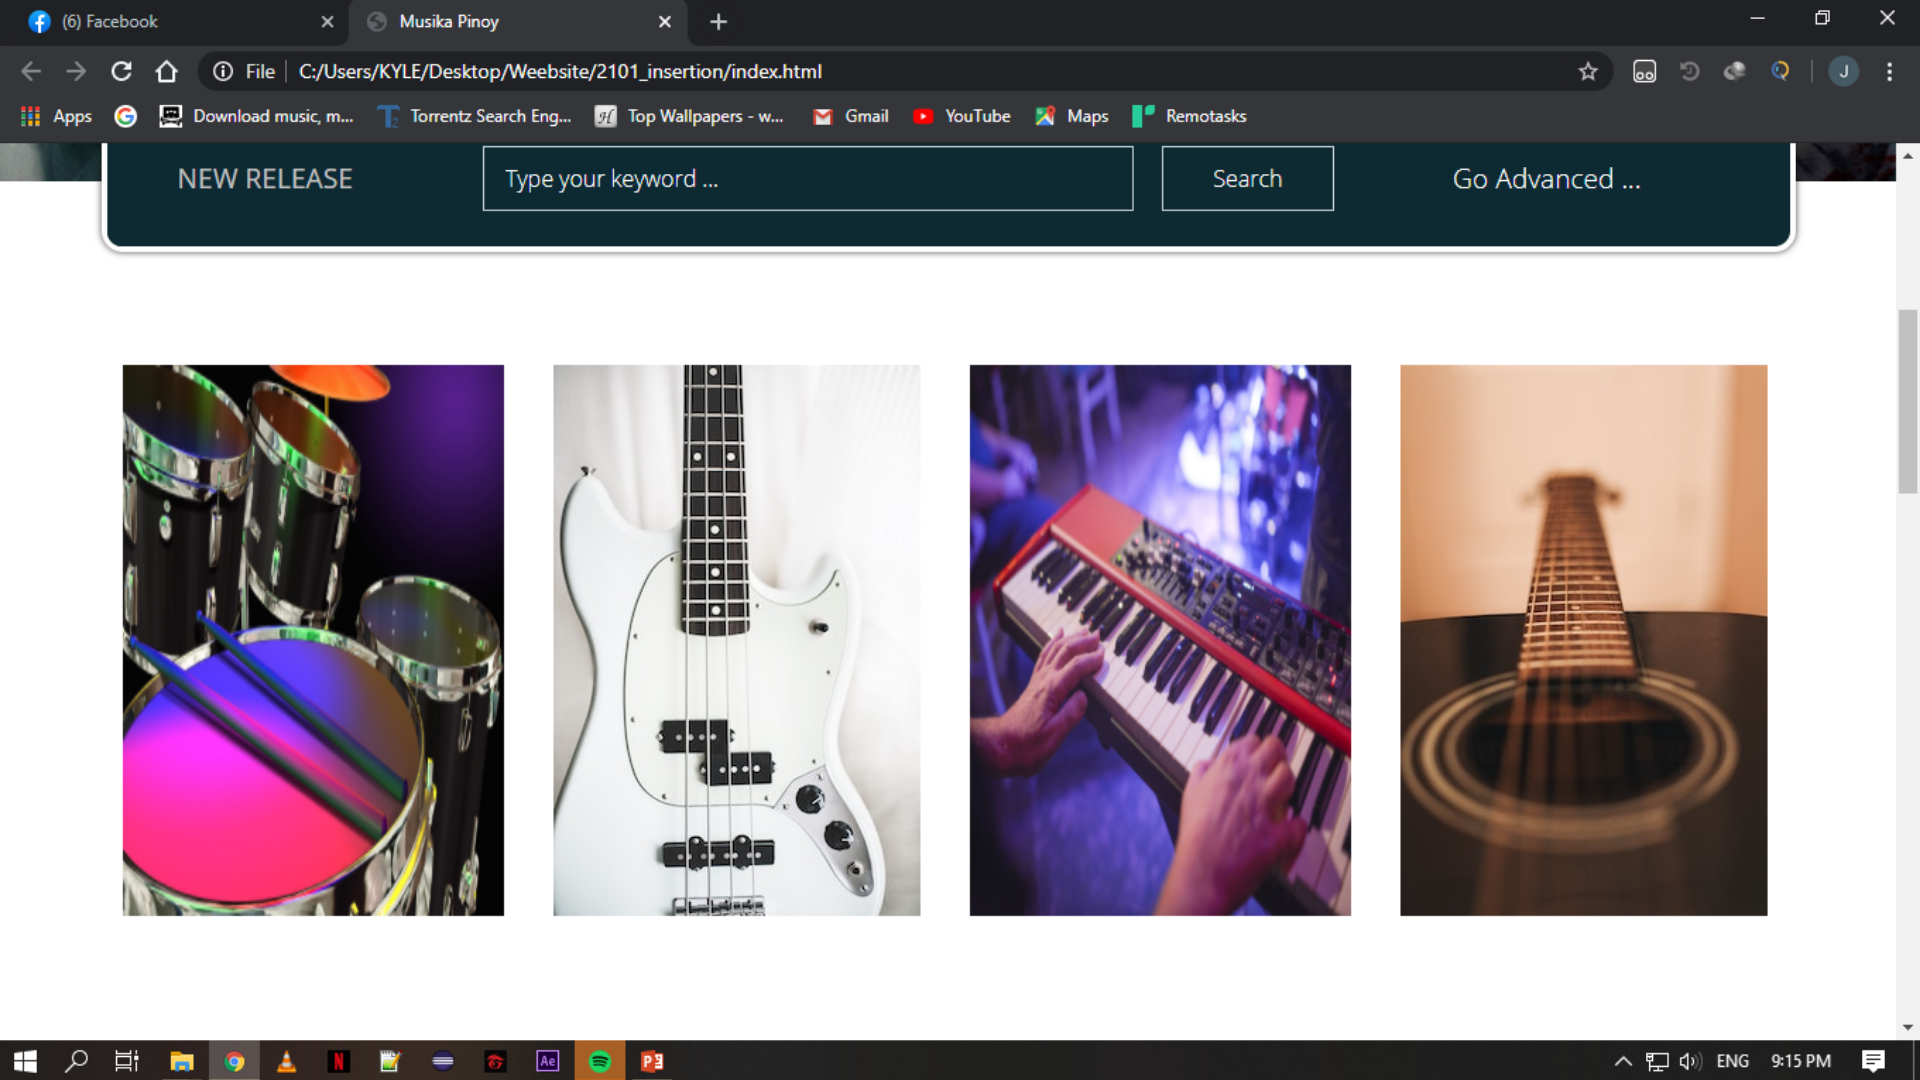 (6) Facebook
Musika Pinoy
File
C:/Users/KYLE/Desktop/Weebsite/2101_insertion/index.html
J
Apps
Download music, m...
Torrentz Search Eng...
Top Wallpapers - w...
Gmail
YouTube
Maps
Remotasks
NEW RELEASE
Type your keyword ...
Search
Go Advanced ...
ENG
9:15 PM